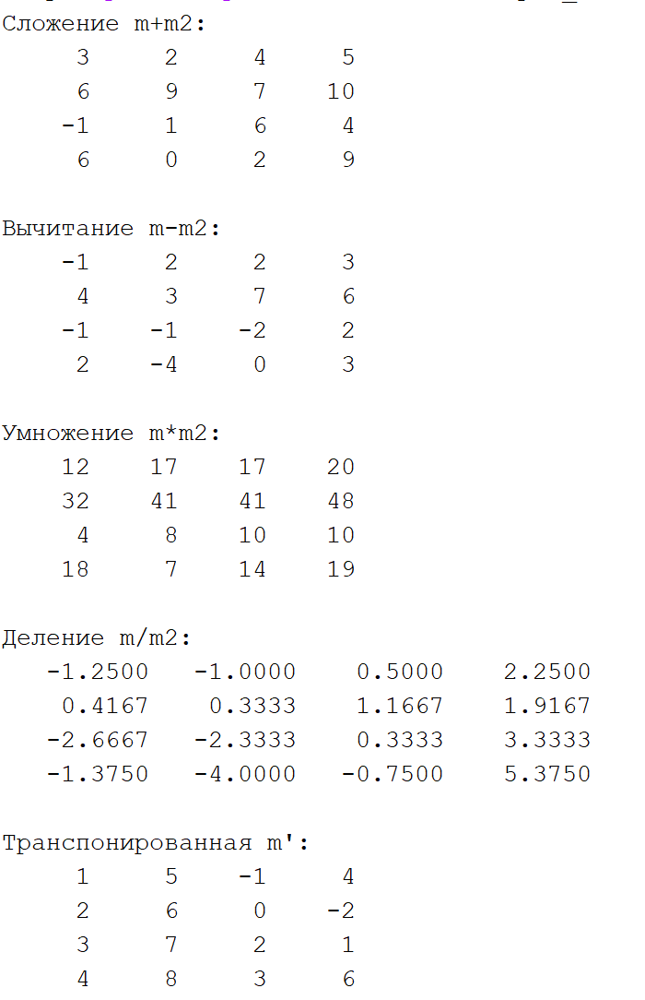 Сложение m+m2:
3 2 4 5
6 9 7 10
-1 1 6 4
6 0 2 9
Вычитание m-m2:
-1 2 2 3
4 3 7 6
-1 -1 -2 2
2 -4 0 3
Умножение m*m2:
12 17 17 20
32 41 41 48
4 8 10 10
18 7 14 19
Деление m/m2:
-1.2500 -1.0000 0.5000 2.2500
0.4167 0.3333 1.1667 1.9167
-2.6667 -2.3333 0.3333 3.3333
-1.3750 -4.0000 -0.7500 5.3750
Транспонированная m':
1 5 -1 4
2 6 0 -2
3 7 2 1
4 8 3 6